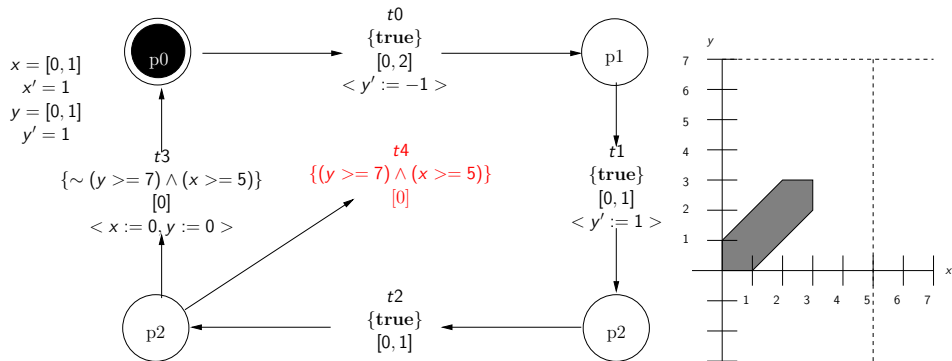 t0
{true}
[0, 2]
< y′ := −1 >
p0
p1
x = [0, 1]
x′ = 1
y = [0, 1]
y′ = 1
t3
{∼ (y >= 7) ∧ (x >= 5)}
[0]
< x := 0, y := 0 >
t4
{(y >= 7) ∧ (x >= 5)}
[0]
t1
{true}
[0, 1]
< y′ := 1 >
p2
t2
{true}
[0, 1]
p2
y
7
6
5
4
3
2
1
1 2 3 4 5 6 7
x